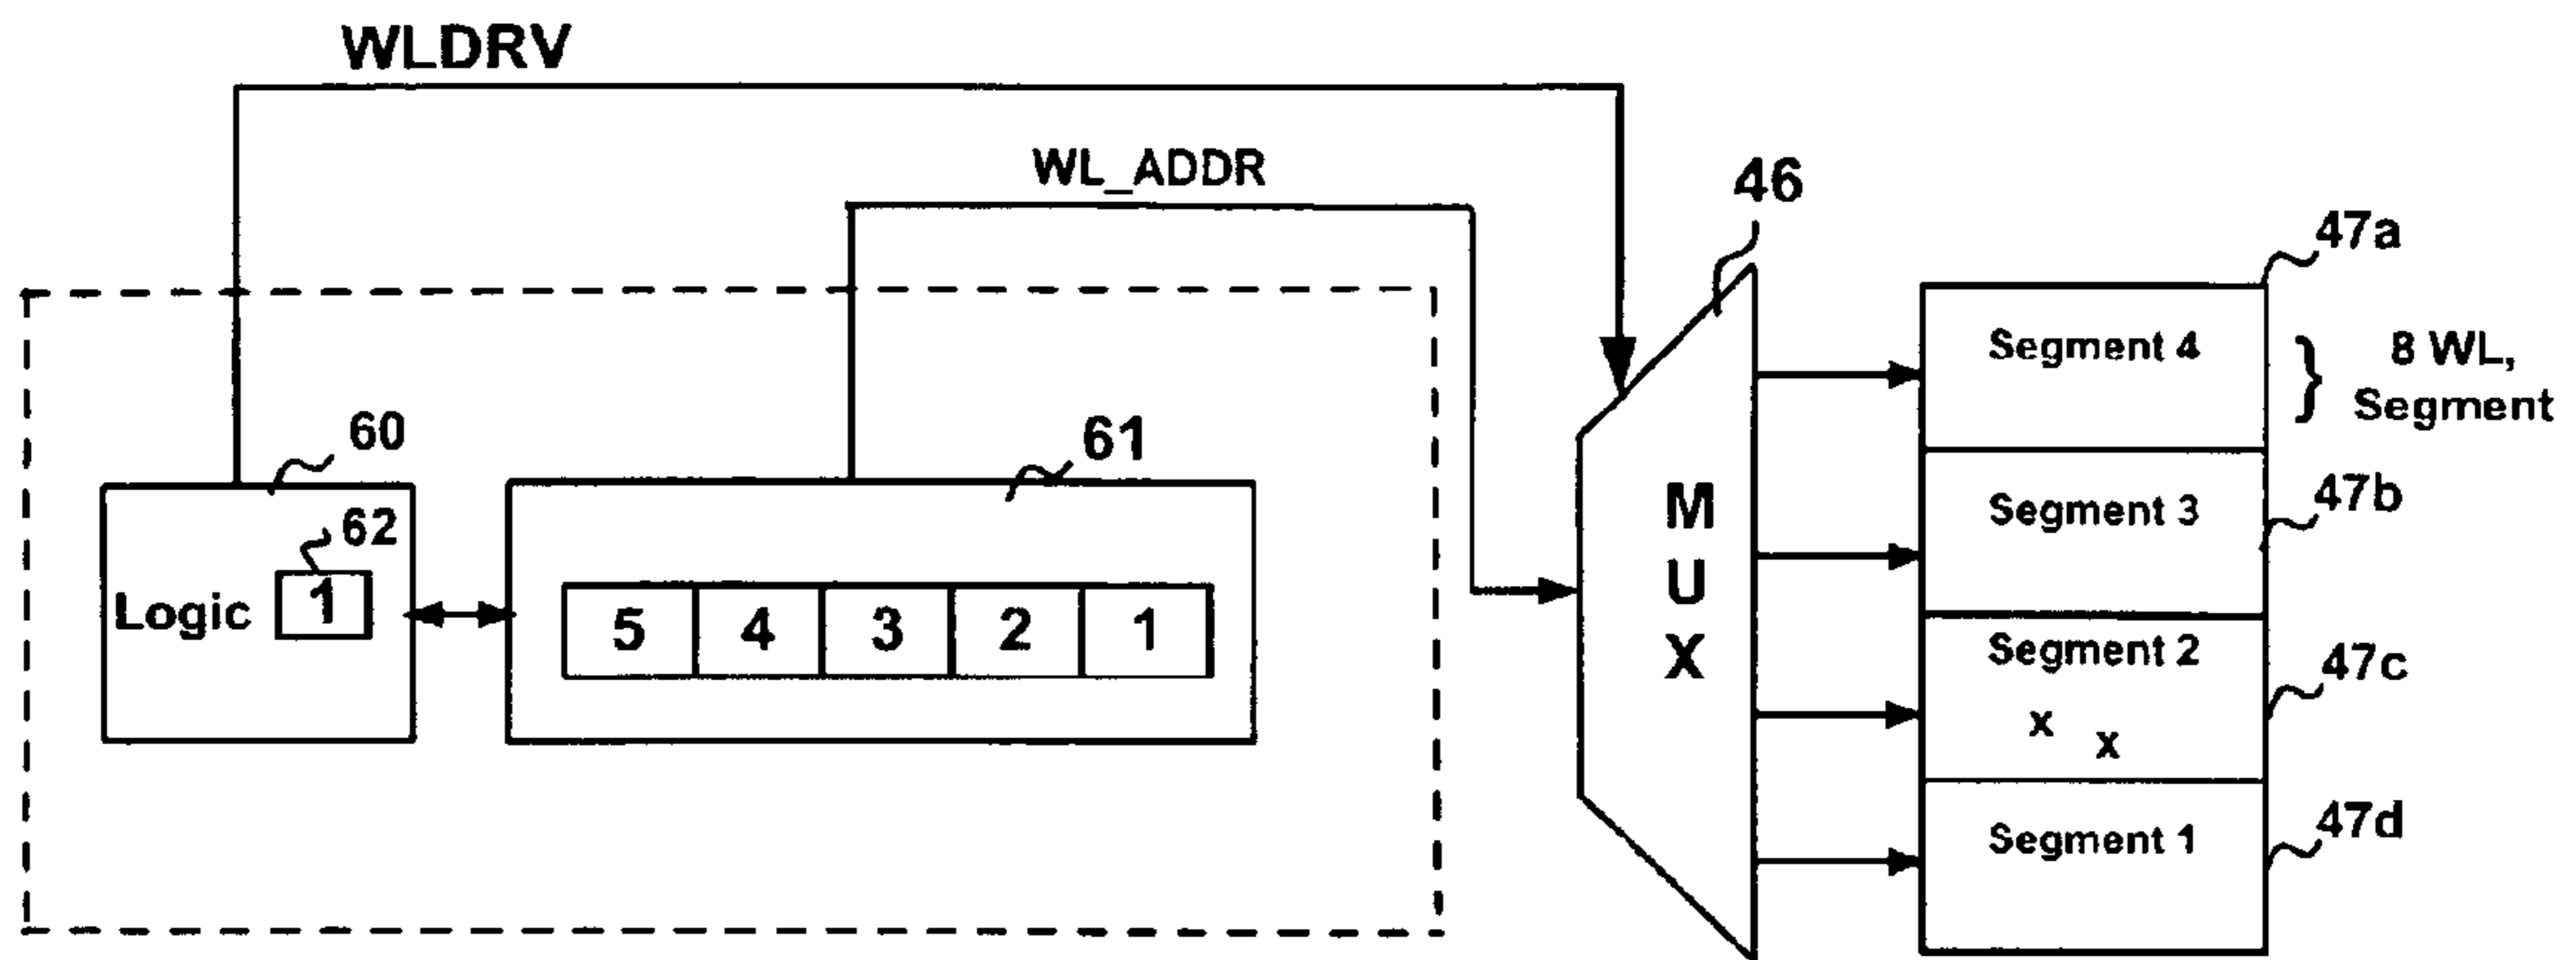 WLDRV
WL_ADDR
46
47a
Segment 4
} 8 WL,
Segment
60
61
62
Logic
1
5 4 3 2 1
M
U
X
Segment 3
47b
Segment 2
x x
47c
Segment 1
47d